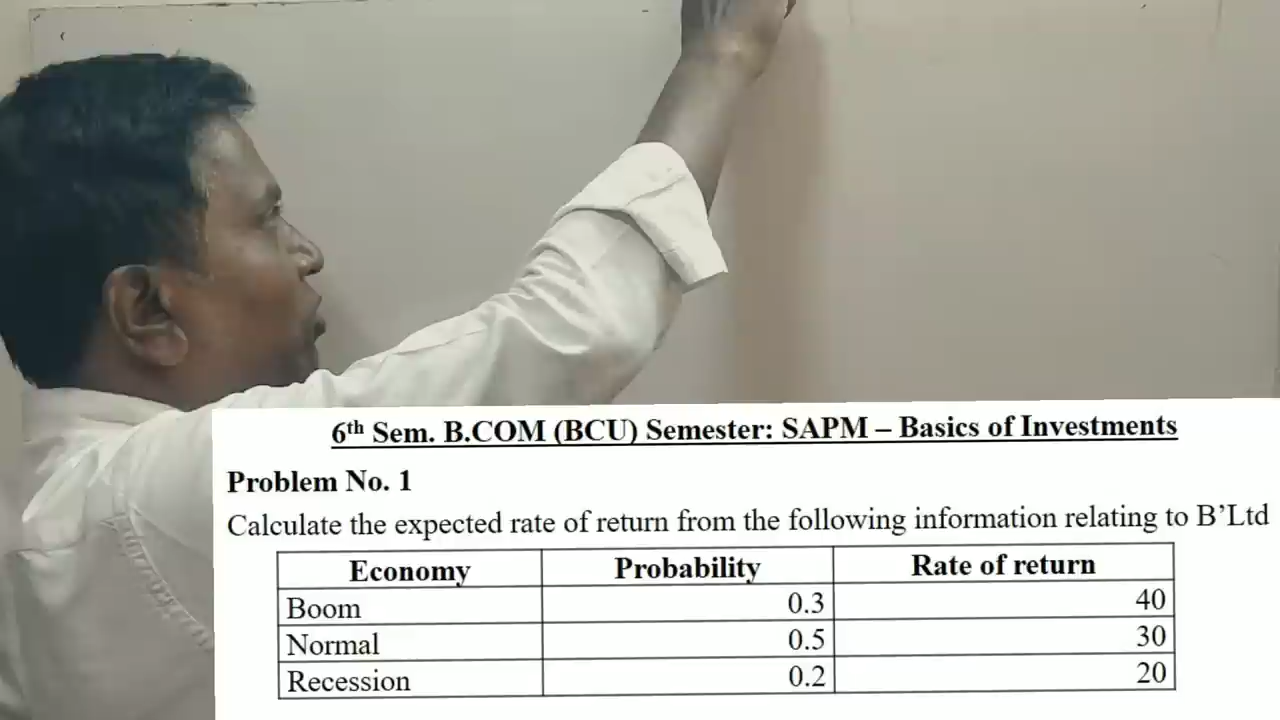 6th Sem. B.COM (BCU) Semester: SAPM – Basics of Investments
Problem No. 1
Calculate the expected rate of return from the following information relating to B’Ltd
Economy Probability Rate of return
Boom 0.3 40
Normal 0.5 30
Recession 0.2 20